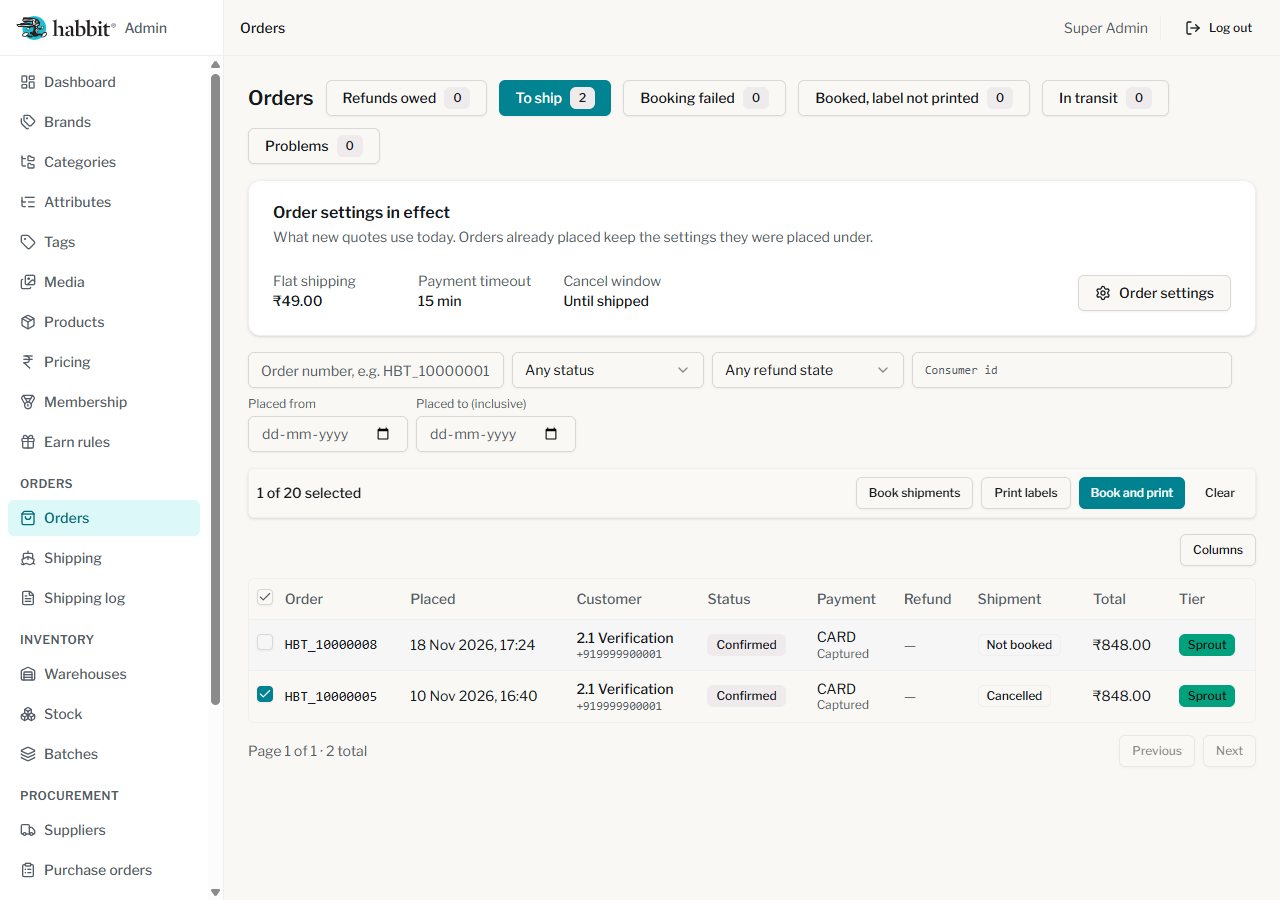 habbit® Admin
Orders
Super Admin
Log out
Dashboard
Brands
Categories
Attributes
Tags
Media
Products
Pricing
Membership
Earn rules
ORDERS
Orders
Shipping
Shipping log
INVENTORY
Warehouses
Stock
Batches
PROCUREMENT
Suppliers
Purchase orders
Orders
Refunds owed 0
To ship 2
Booking failed 0
Booked, label not printed 0
In transit 0
Problems 0
Order settings in effect
What new quotes use today. Orders already placed keep the settings they were placed under.
Flat shipping
₹49.00
Payment timeout
15 min
Cancel window
Until shipped
Order settings
Order number, e.g. HBT_10000001
Any status
Any refund state
Consumer id
Placed from
dd-mm-yyyy
Placed to (inclusive)
dd-mm-yyyy
1 of 20 selected
Book shipments
Print labels
Book and print
Clear
Columns
Order Placed Customer Status Payment Refund Shipment Total Tier
HBT_10000008 18 Nov 2026, 17:24 2.1 Verification Confirmed CARD — Not booked ₹848.00 Sprout
+919999900001 Captured
HBT_10000005 10 Nov 2026, 16:40 2.1 Verification Confirmed CARD — Cancelled ₹848.00 Sprout
+919999900001 Captured
Page 1 of 1 · 2 total
Previous
Next